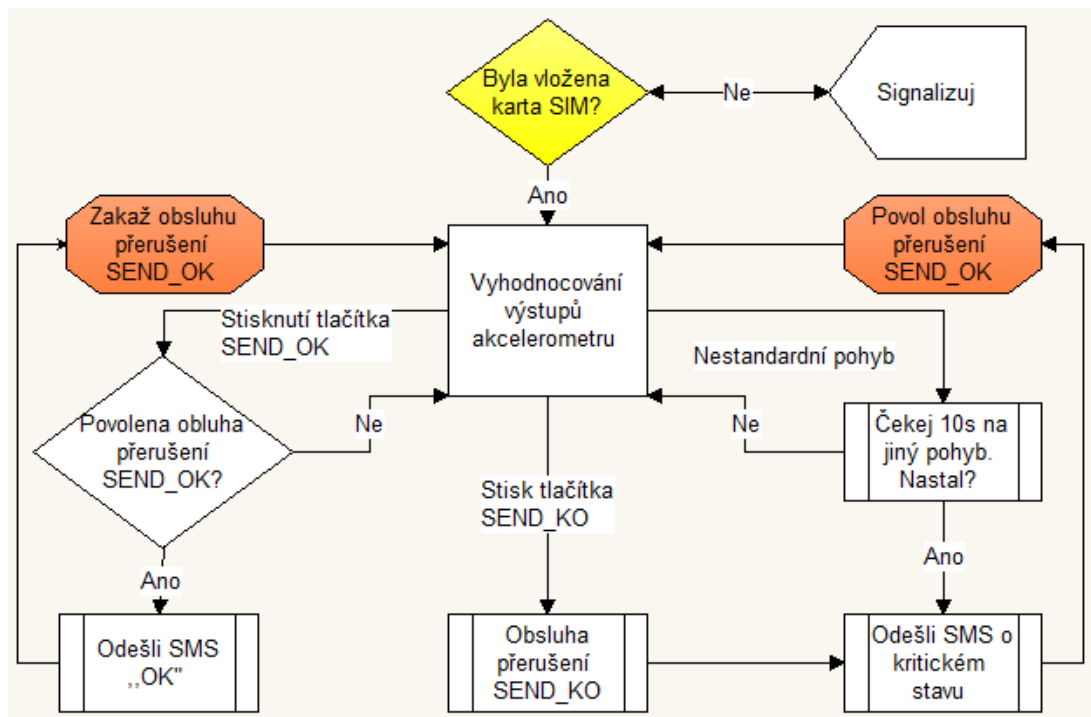 Byla vložena
karta SIM?
Ne
Signalizuj
Ano
Zakaž obsluhu
přerušení
SEND_OK
Povol obsluhu
přerušení
SEND_OK
Vyhodnocování
výstupů
akcelerometru
Stisknutí tlačítka
SEND_OK
Nestandardní pohyb
Povolena obluha
přerušení
SEND_OK?
Ne
Ne
Čekej 10s na
jiný pohyb.
Nastal?
Stisk tlačítka
SEND_KO
Ano
Ano
Odešli SMS
,,OK"
Obsluha
přerušení
SEND_KO
Odešli SMS o
kritickém
stavu